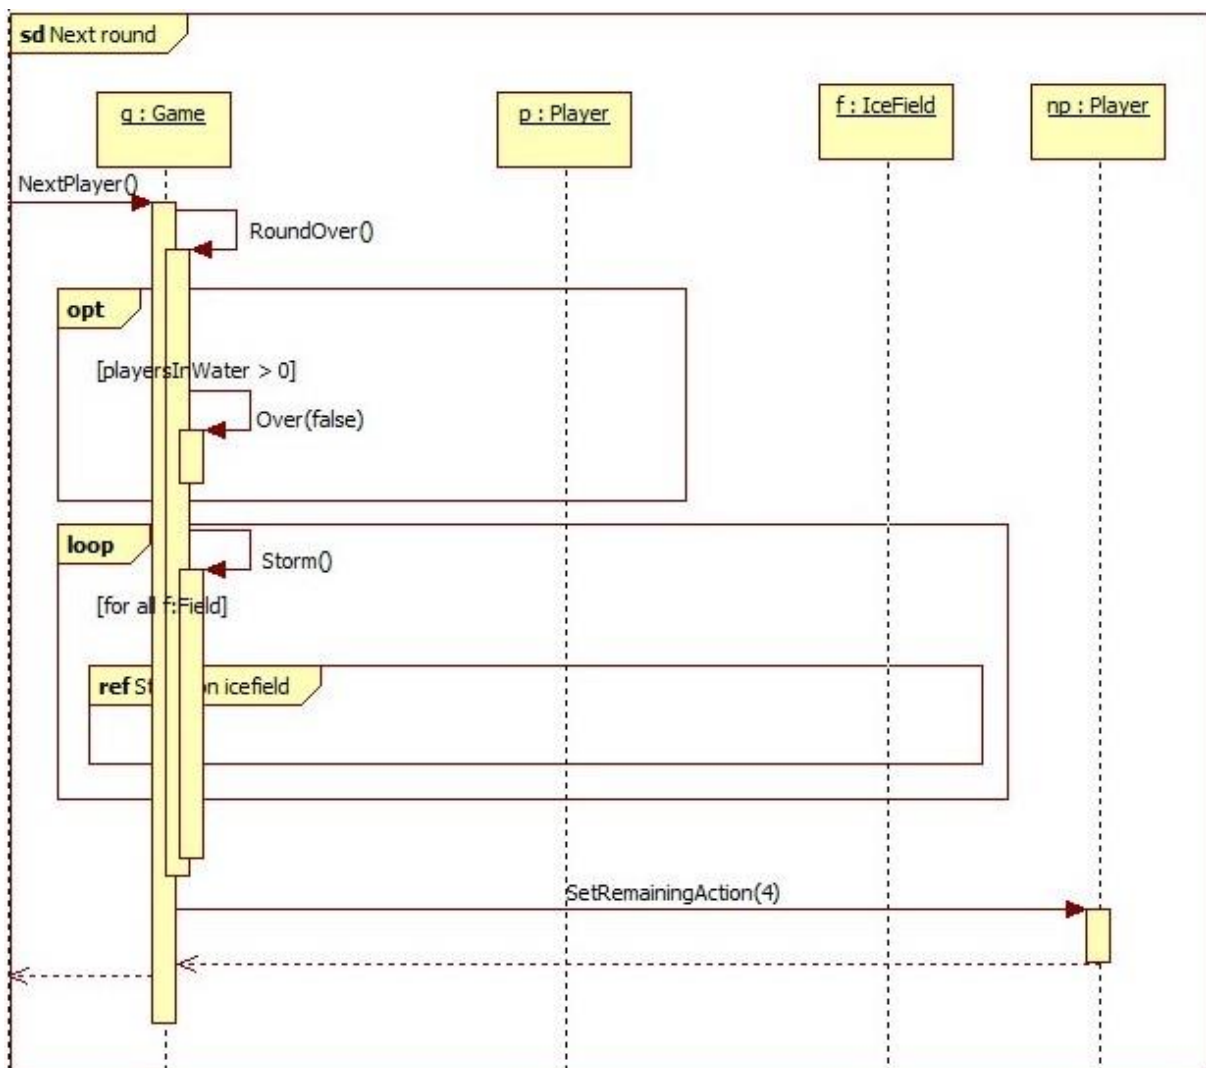 sd Next round
g : Game
p : Player
f : IceField
np : Player
NextPlayer()
RoundOver()
opt
[playersInWater > 0]
Over(false)
loop
Storm()
[for all f:Field]
ref on icefield
SetRemainingAction(4)